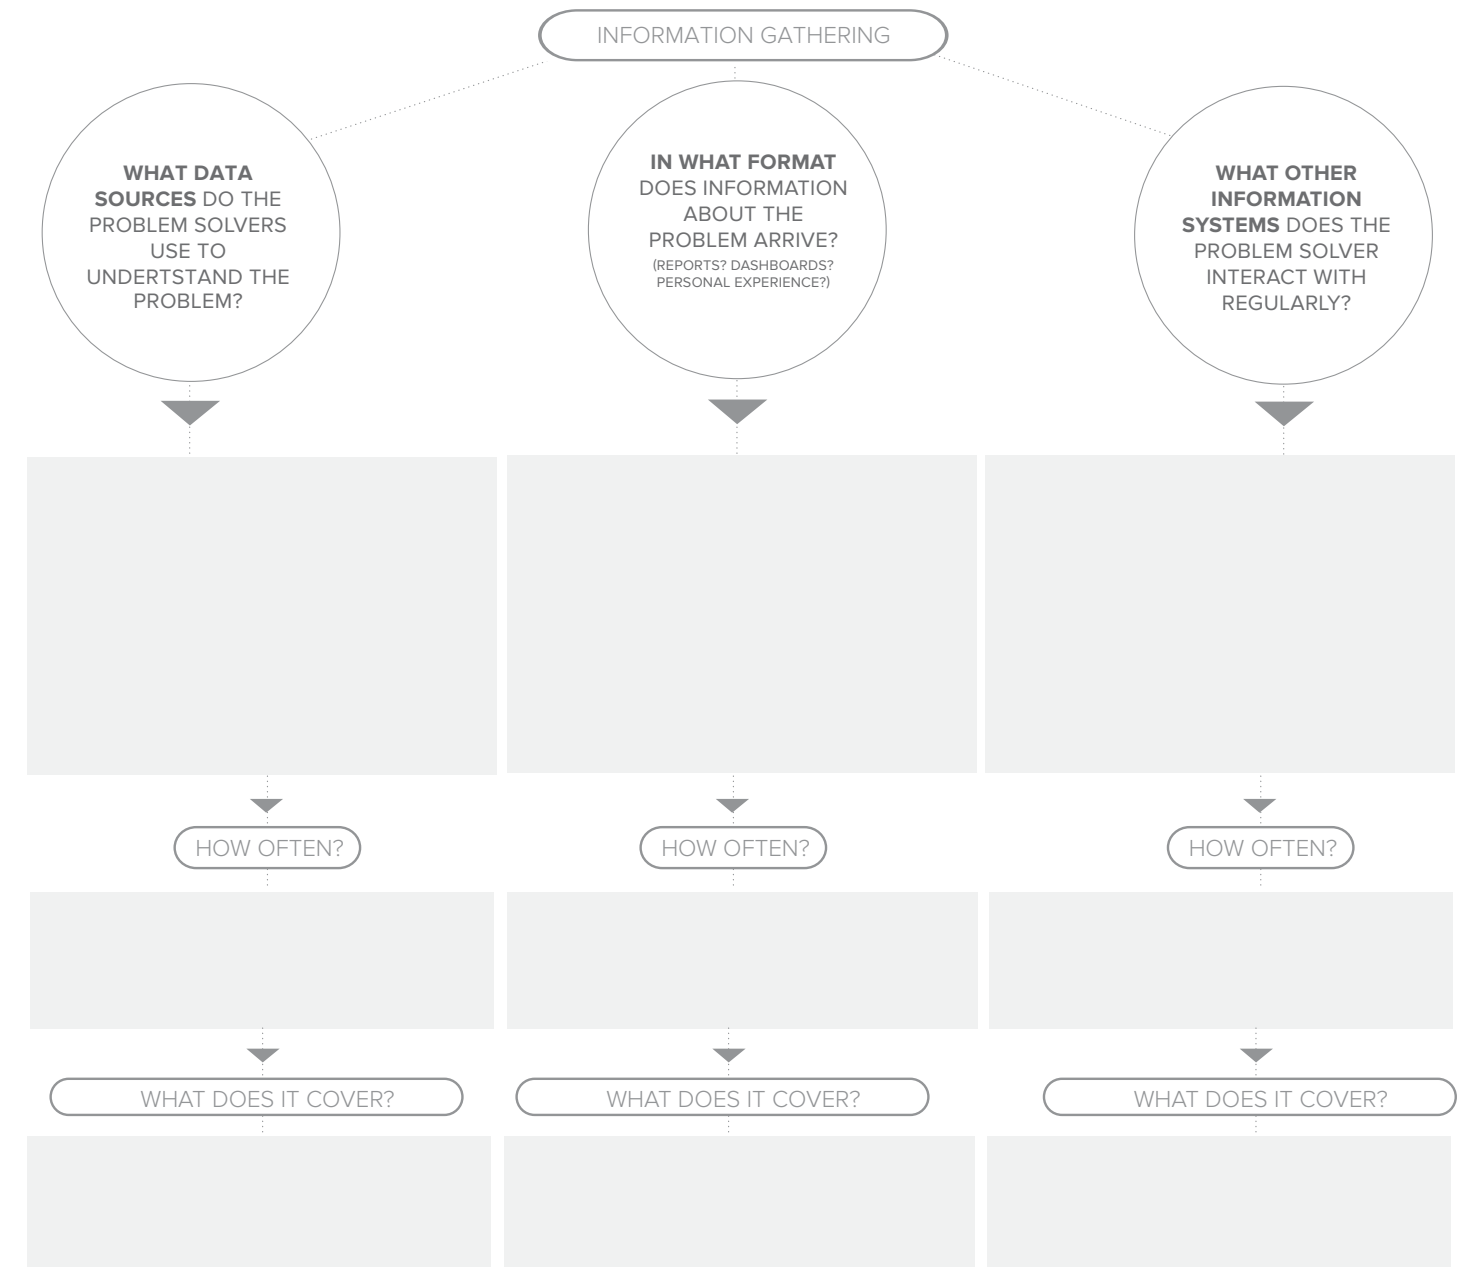 INFORMATION GATHERING
WHAT DATA
SOURCES DO THE
PROBLEM SOLVERS
USE TO
UNDERTSTAND THE
PROBLEM?
IN WHAT FORMAT
DOES INFORMATION
ABOUT THE
PROBLEM ARRIVE?
(REPORTS? DASHBOARDS?
PERSONAL EXPERIENCE?)
WHAT OTHER
INFORMATION
SYSTEMS DOES THE
PROBLEM SOLVER
INTERACT WITH
REGULARLY?
HOW OFTEN?
HOW OFTEN?
HOW OFTEN?
WHAT DOES IT COVER?
WHAT DOES IT COVER?
WHAT DOES IT COVER?